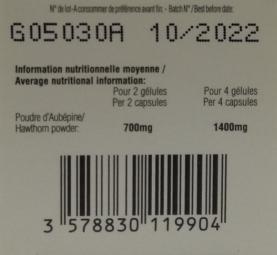 N° de lot-A consommer de préférence avant fin: - Batch N°/Best before date:
G05030A 10/2022
Information nutritionnelle moyenne /
Average nutritional information:
Pour 2 gélules Pour 4 gélules
Per 2 capsules Per 4 capsules
Poudre d'Aubépine/
Hawthorn powder: 700mg 1400mg
3 578830 119904